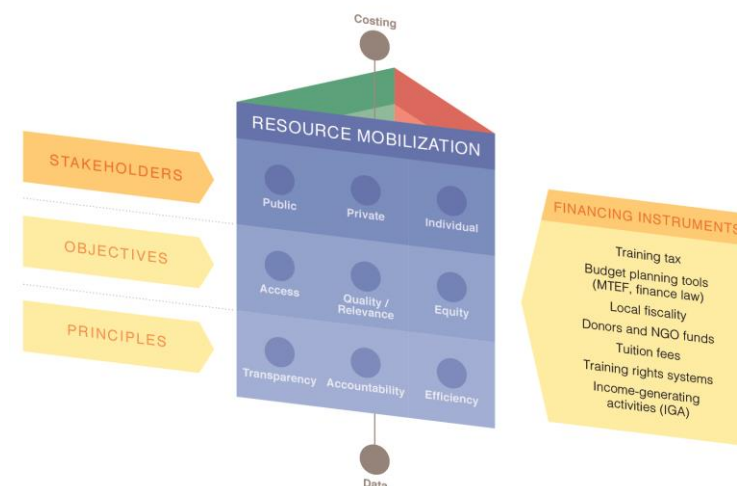 Costing
RESOURCE MOBILIZATION
STAKEHOLDERS
Public
Private
Individual
OBJECTIVES
Access
Quality /
Relevance
Equity
PRINCIPLES
Transparency
Accountability
Efficiency
FINANCING INSTRUMENTS
Training tax
Budget planning tools
(MTEF, finance law)
Local fiscality
Donors and NGO funds
Tuition fees
Training rights systems
Income-generating
activities (IGA)
Data